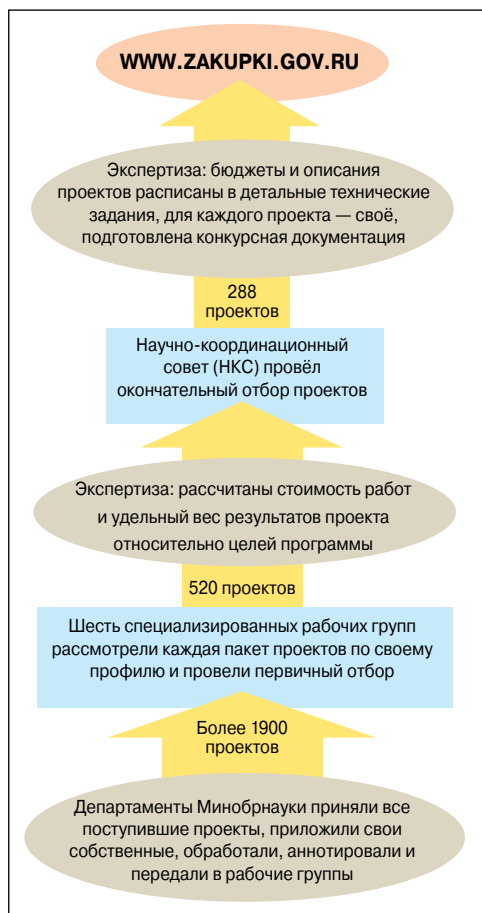 WWW.ZAKUPKI.GOV.RU
Экспертиза: бюджеты и описания
проектов расписаны в детальные технические
задания, для каждого проекта — своё,
подготовлена конкурсная документация
288
проектов
Научно-координационный
совет (НКС) провёл
окончательный отбор проектов
Экспертиза: рассчитаны стоимость работ
и удельный вес результатов проекта
относительно целей программы
520 проектов
Шесть специализированных рабочих групп
рассмотрели каждая пакет проектов по своему
профилю и провели первичный отбор
Более 1900
проектов
Департаменты Минобрнауки приняли все
поступившие проекты, приложили свои
собственные, обработали, аннотировали и
передали в рабочие группы